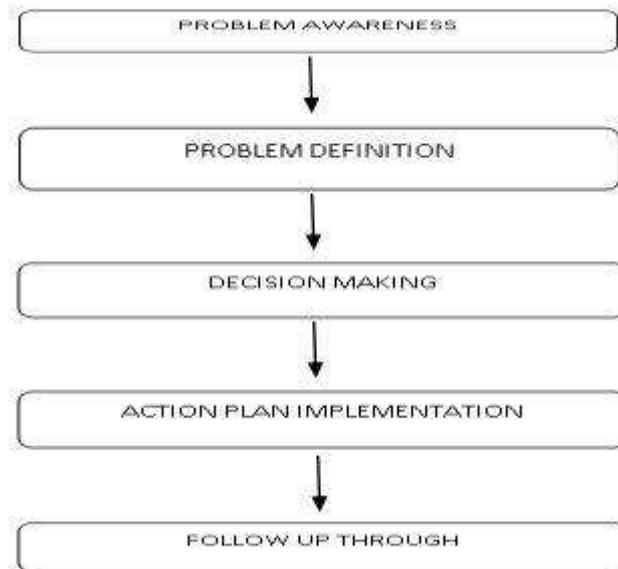 PROBLEM AWARENESS
PROBLEM DEFINITION
DECISION MAKING
ACTION PLAN IMPLEMENTATION
FOLLOW UP THROUGH